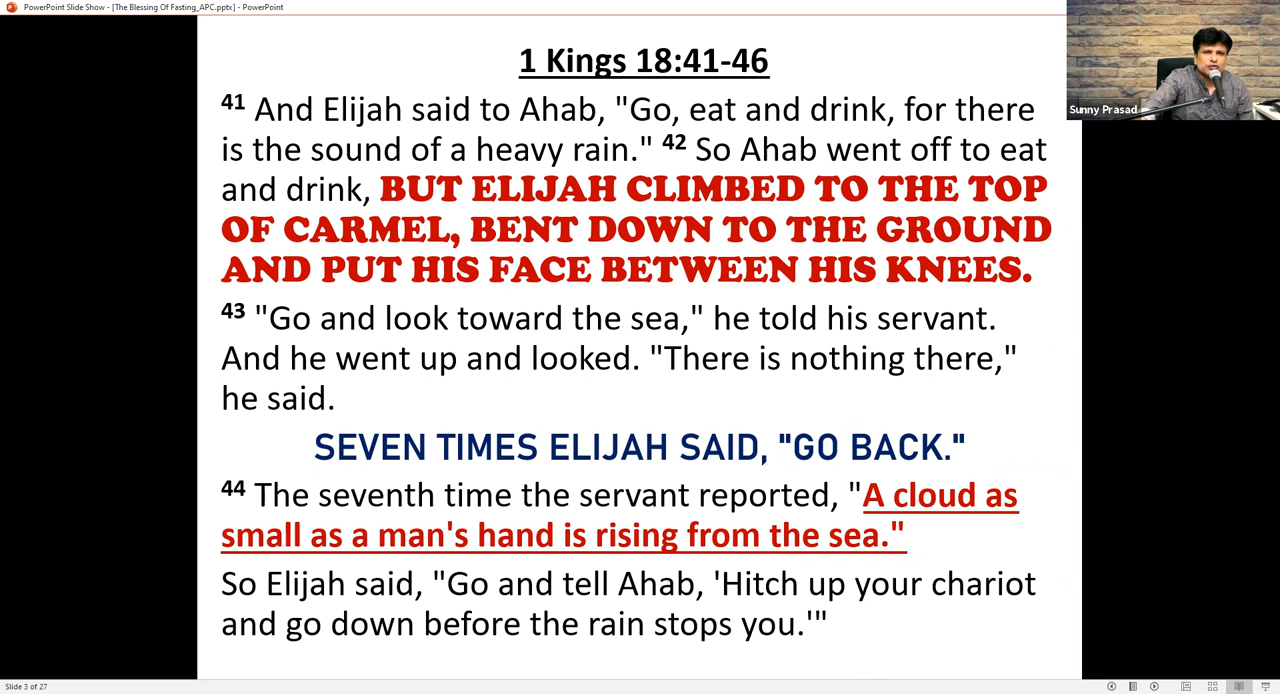 PowerPoint Slide Show - [The Blessing Of Fasting_APC.pptx] - PowerPoint
Sunny Prasad
1 Kings 18:41-46
41 And Elijah said to Ahab, "Go, eat and drink, for there
is the sound of a heavy rain." 42 So Ahab went off to eat
and drink, BUT ELIJAH CLIMBED TO THE TOP
OF CARMEL, BENT DOWN TO THE GROUND
AND PUT HIS FACE BETWEEN HIS KNEES.
43 "Go and look toward the sea," he told his servant.
And he went up and looked. "There is nothing there,"
he said.
SEVEN TIMES ELIJAH SAID, "GO BACK."
44 The seventh time the servant reported, "A cloud as
small as a man's hand is rising from the sea."
So Elijah said, "Go and tell Ahab, 'Hitch up your chariot
and go down before the rain stops you.'"
Slide 3 of 27